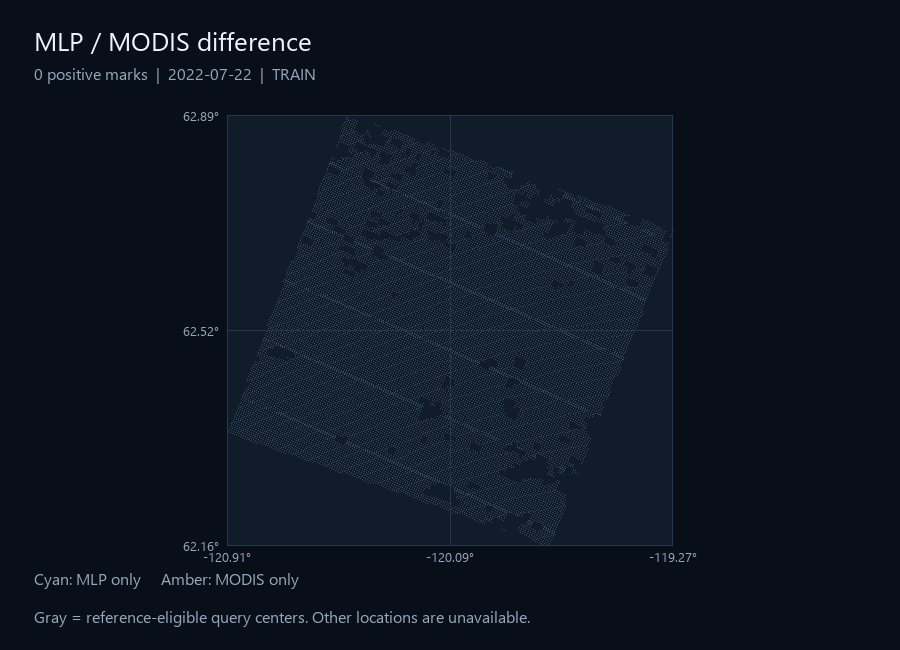 MLP / MODIS difference
0 positive marks | 2022-07-22 | TRAIN
62.89°
62.52°
62.16°
-120.91° -120.09° -119.27°
Cyan: MLP only Amber: MODIS only
Gray = reference-eligible query centers. Other locations are unavailable.